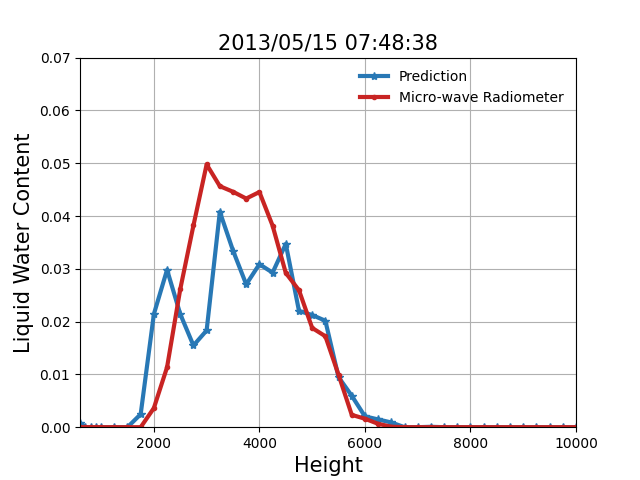 2013/05/15 07:48:38
Prediction
Micro-wave Radiometer
Liquid Water Content
0.07
0.06
0.05
0.04
0.03
0.02
0.01
0.00
2000 4000 6000 8000 10000
Height